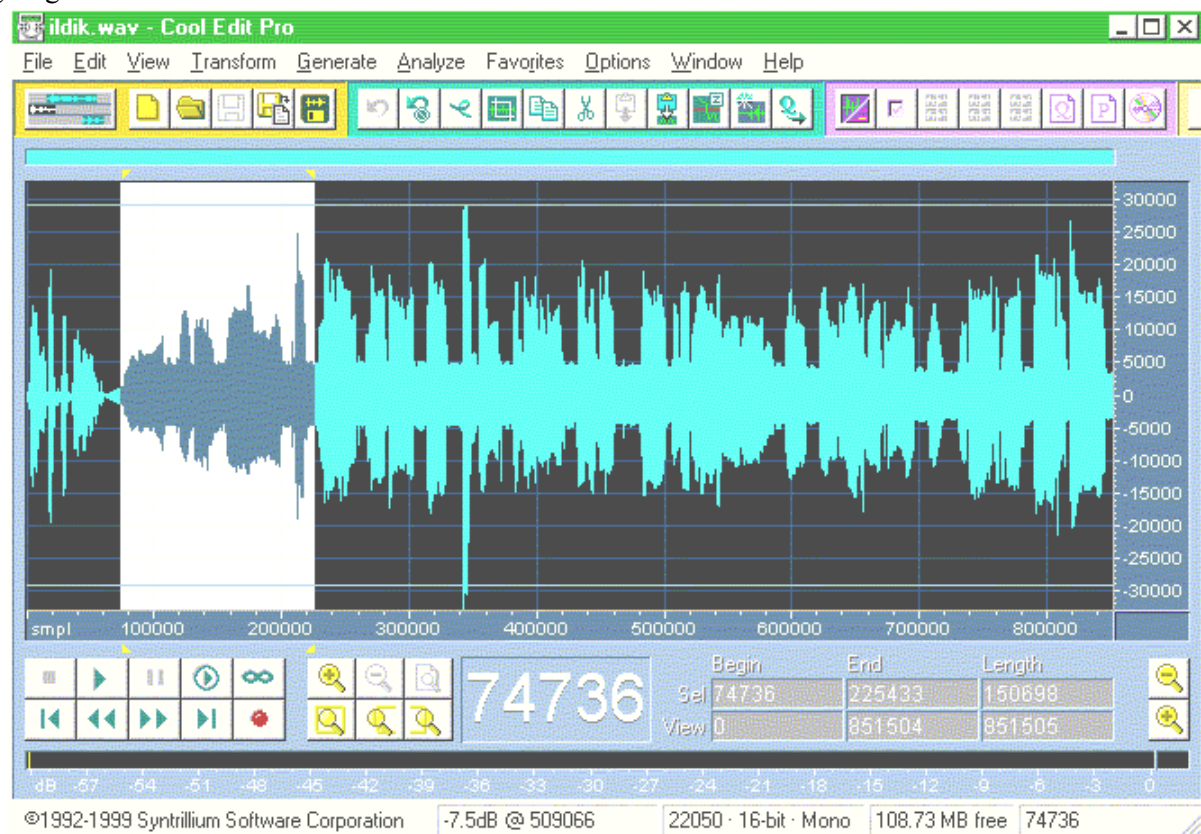 ildik.wav - Cool Edit Pro
File Edit View Transform Generate Analyze Favorites Options Window Help
30000
25000
20000
15000
10000
5000
0
-5000
-10000
-15000
-20000
-25000
-30000
smpl 100000 200000 300000 400000 500000 600000 700000 800000
Begin End Length
74736
Sel 74736 225433 150698
View 0 851504 851505
dB -57 -54 -51 -48 -45 -42 -39 -36 -33 -30 -27 -24 -21 -18 -15 -12 -9 -6 -3 0
©1992-1999 Syntrillium Software Corporation -7.5dB @ 509066 22050 · 16-bit · Mono 108.73 MB free 74736